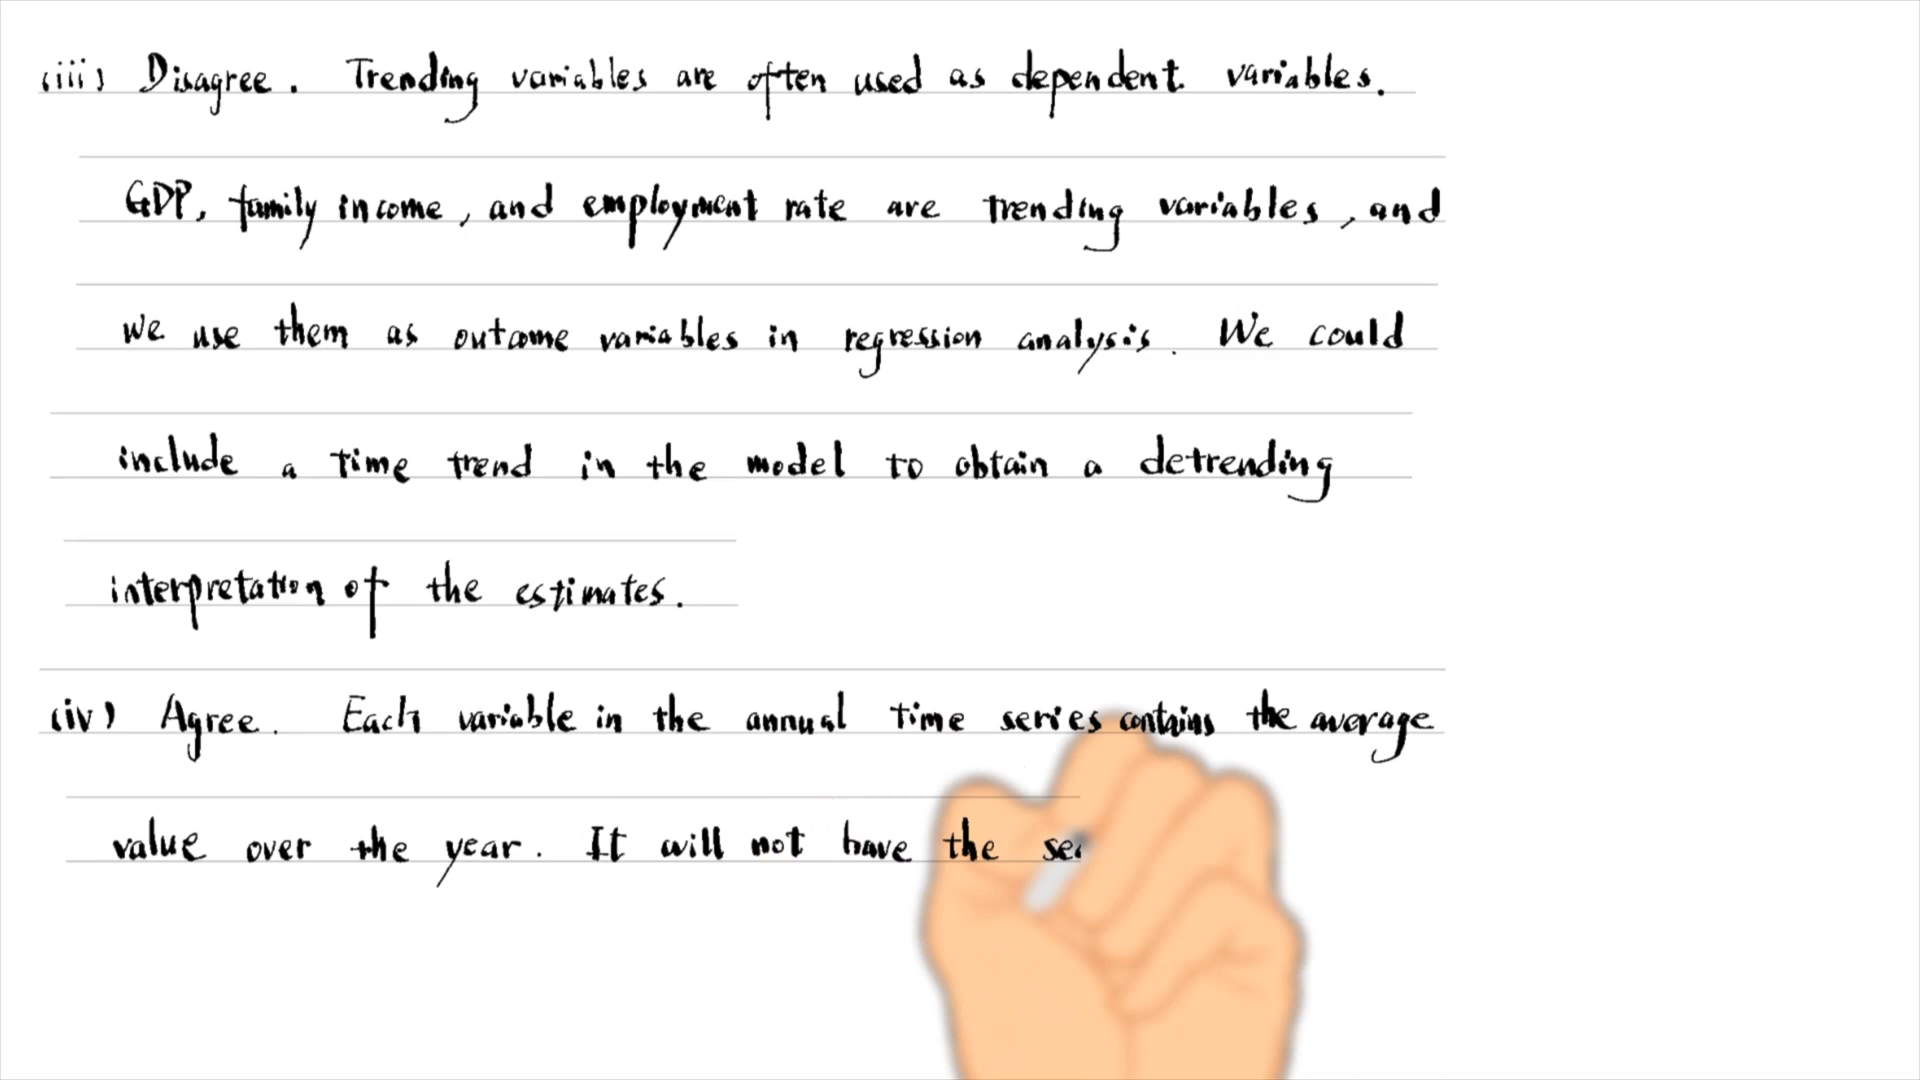 (iii) Disagree. Trending variables are often used as dependent variables.
GDP, family income, and employment rate are trending variables, and
we use them as outcome variables in regression analysis. We could
include a time trend in the model to obtain a detrending
interpretation of the estimates.
(iv) Agree. Each variable in the annual time series contains the average
value over the year. It will not have the